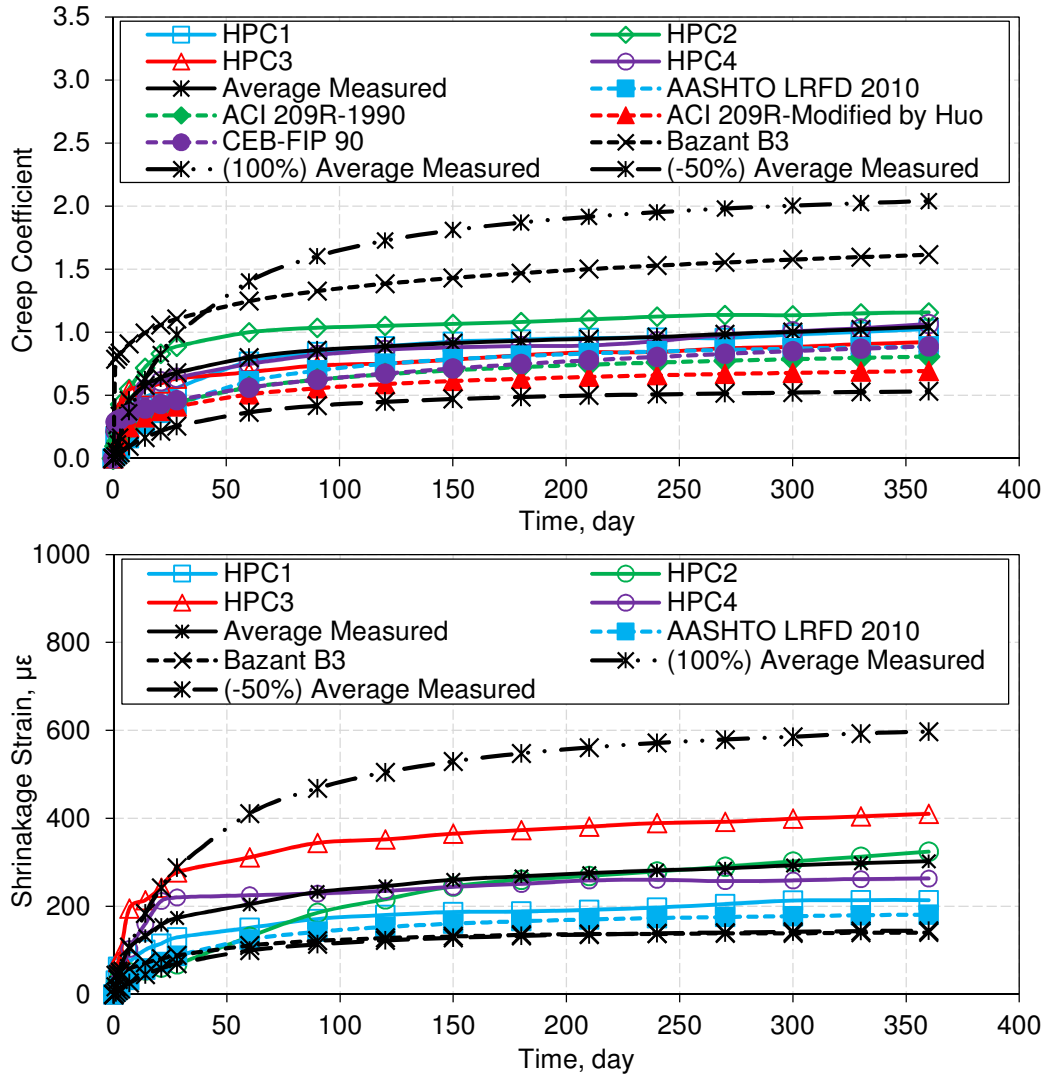 3.5
3.0
2.5
2.0
1.5
1.0
0.5
0.0
Creep Coefficient
HPC1 HPC2
HPC3 HPC4
Average Measured AASHTO LRFD 2010
ACI 209R-1990 ACI 209R-Modified by Huo
CEB-FIP 90 Bazant B3
(100%) Average Measured (-50%) Average Measured
0 50 100 150 200 250 300 350 400
Time, day
1000
800
600
400
200
0
Shrinakage Strain, µε
HPC1 HPC2
HPC3 HPC4
Average Measured AASHTO LRFD 2010
Bazant B3 (100%) Average Measured
(-50%) Average Measured
0 50 100 150 200 250 300 350 400
Time, day